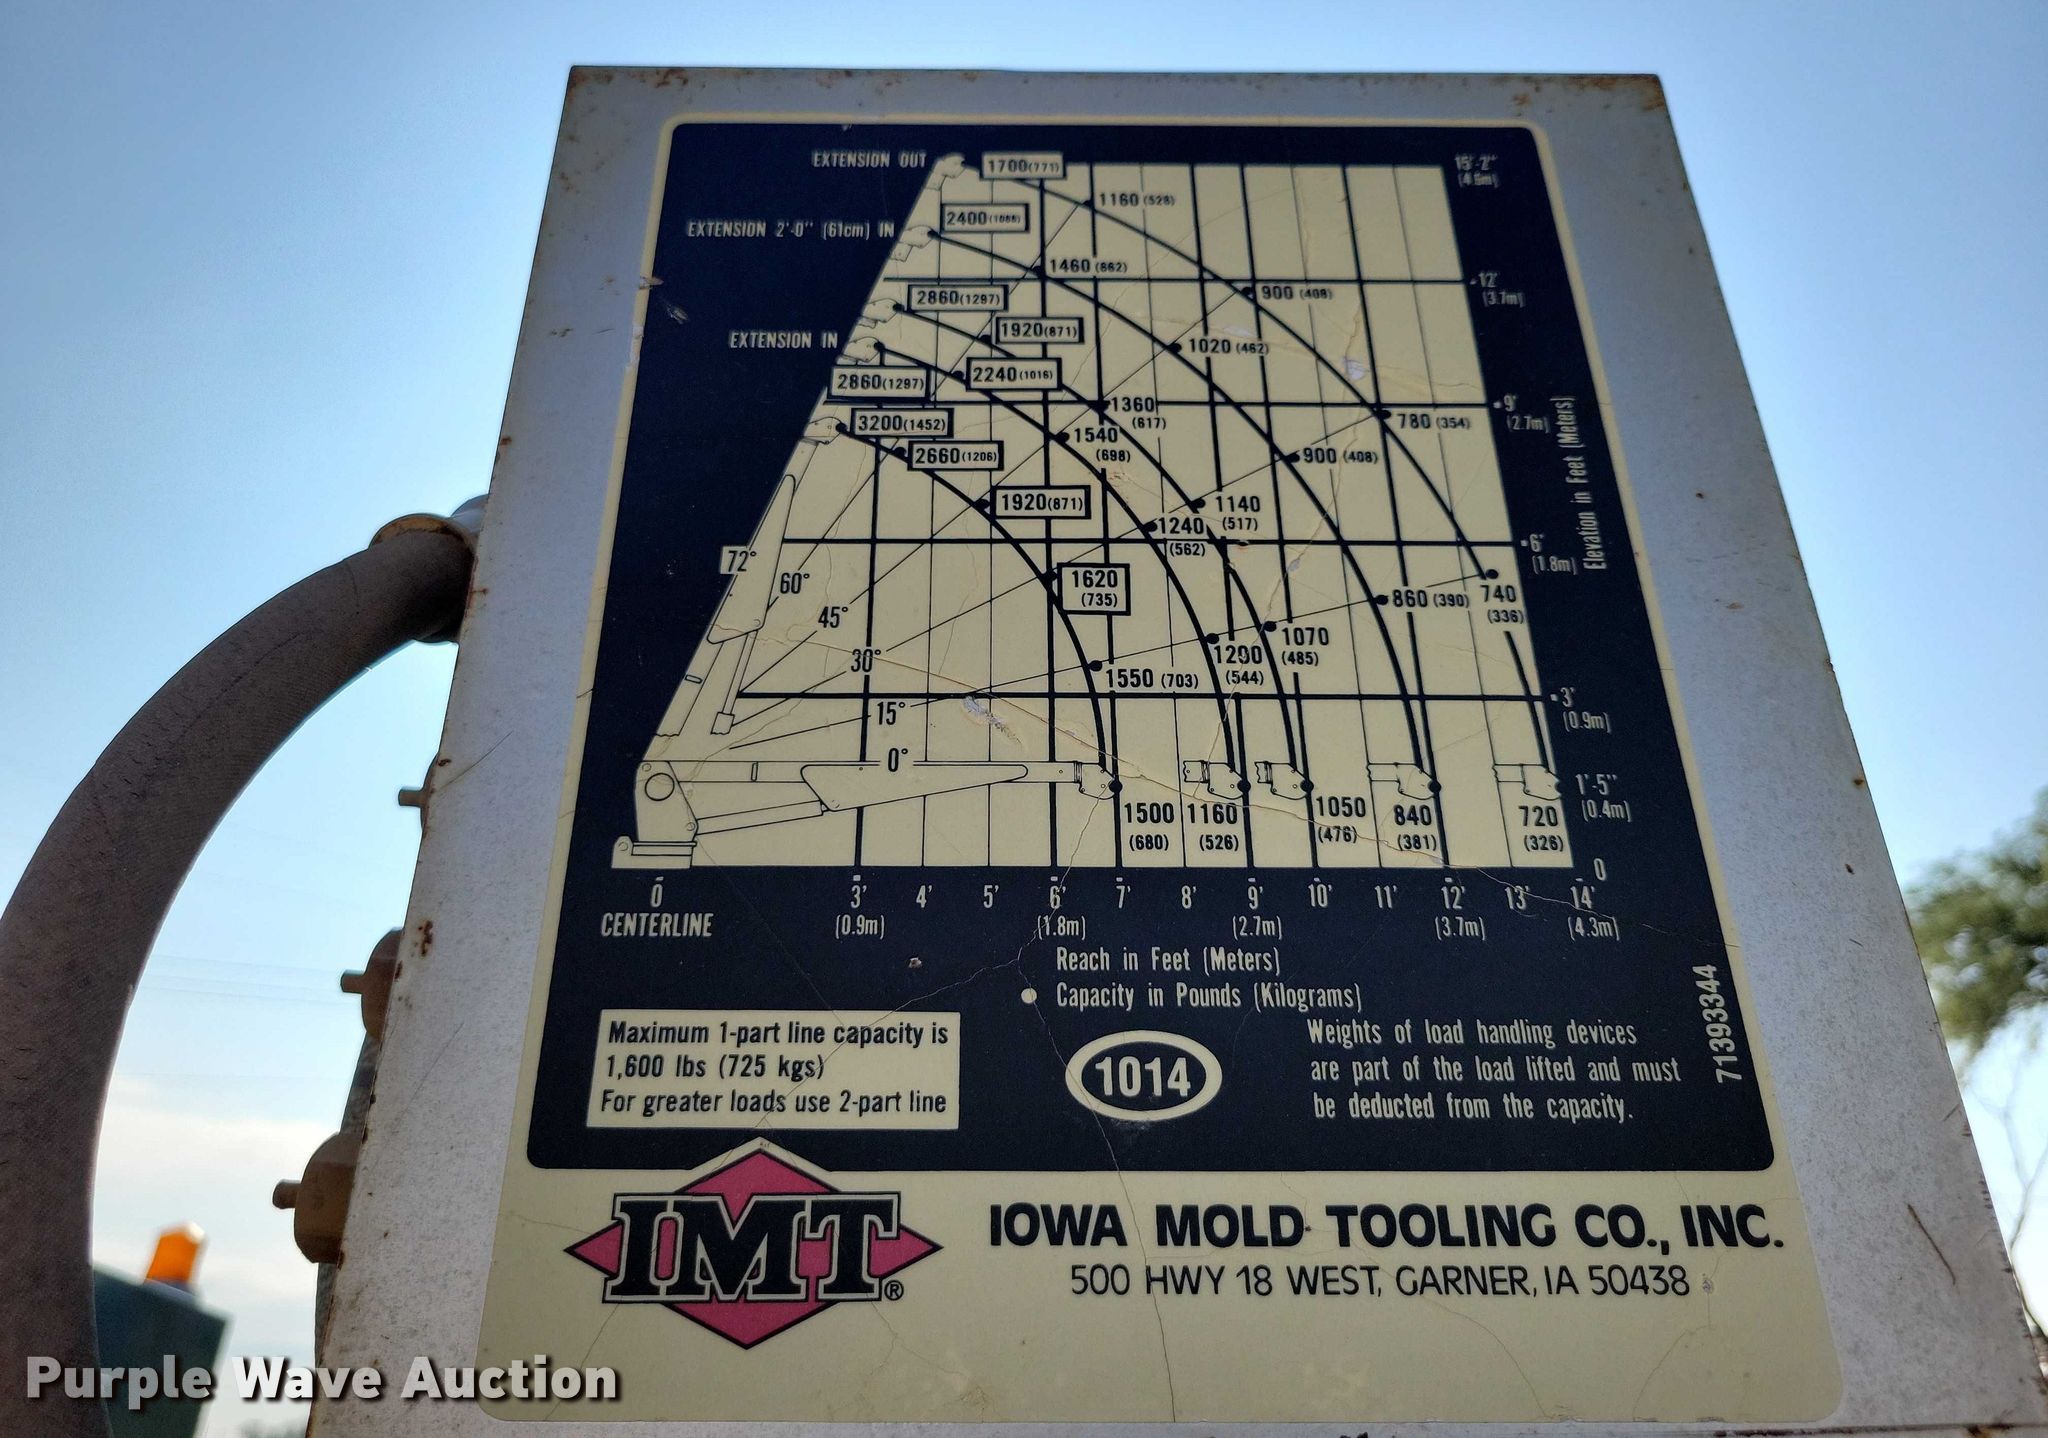 EXTENSION OUT
1700(771)
15'-2"
1160 (526)
2400(1088)
EXTENSION 2'-0" (61cm) IN
1460 (662)
12'
(3.7m)
2860(1297)
900 (408)
1920(871)
EXTENSION IN
1020 (462)
2860(1297)
2240(1016)
1360
(617)
9'
(2.7m)
780 (354)
3200(1452)
1540
(698)
2660(1206)
900 (408)
1920(871)
1140
(517)
1240
(562)
6'
(1.8m)
Elevation in Feet (Meters)
72°
60°
45°
30°
15°
0°
1620
(735)
860 (390)
740
(336)
1070
(485)
1200
(544)
1550 (703)
3'
(0.9m)
1'-5"
(0.4m)
1500
(680)
1160
(526)
1050
(476)
840
(381)
720
(326)
0
0 3' 4' 5' 6' 7' 8' 9' 10' 11' 12' 13' 14'
CENTERLINE (0.9m) (1.8m) (2.7m) (3.7m) (4.3m)
Reach in Feet (Meters)
Capacity in Pounds (Kilograms)
Maximum 1-part line capacity is
1,600 lbs (725 kgs)
For greater loads use 2-part line
1014
Weights of load handling devices
are part of the load lifted and must
be deducted from the capacity.
71393344
IMT®
IOWA MOLD TOOLING CO., INC.
500 HWY 18 WEST, GARNER, IA 50438
Purple Wave Auction